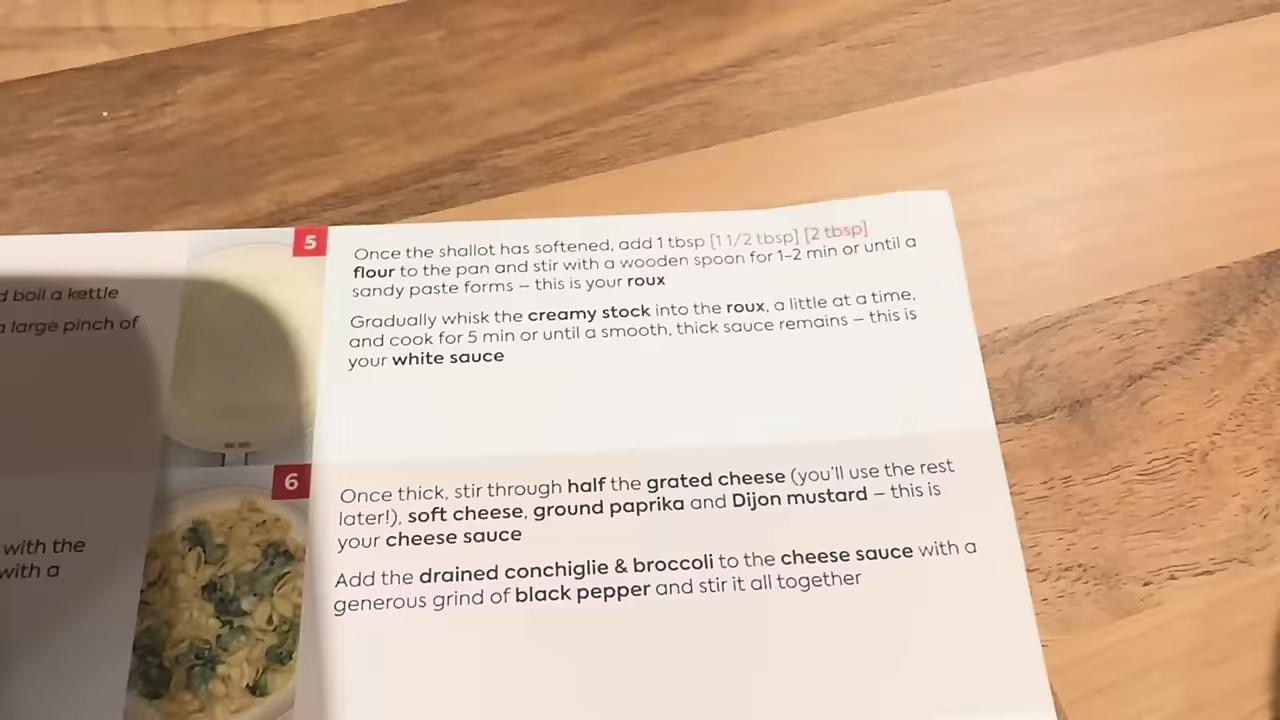 d boil a kettle
a large pinch of
with the
with a
5
Once the shallot has softened, add 1 tbsp [1 1/2 tbsp] [2 tbsp]
flour to the pan and stir with a wooden spoon for 1-2 min or until a
sandy paste forms – this is your roux
Gradually whisk the creamy stock into the roux, a little at a time,
and cook for 5 min or until a smooth, thick sauce remains – this is
your white sauce
6
Once thick, stir through half the grated cheese (you'll use the rest
later!), soft cheese, ground paprika and Dijon mustard – this is
your cheese sauce
Add the drained conchiglie & broccoli to the cheese sauce with a
generous grind of black pepper and stir it all together